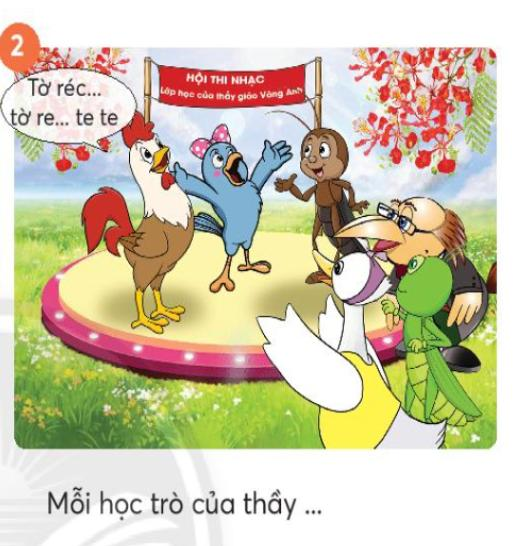 2
HỘI THI NHẠC
Lớp học của thầy giáo Vàng Anh
Tờ réc...
tờ re... te te
Mỗi học trò của thầy ...